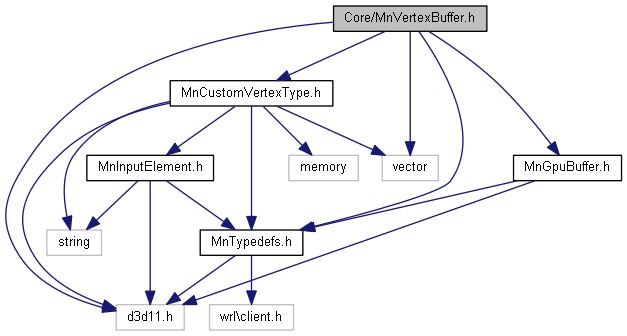 Core/MnVertexBuffer.h
MnCustomVertexType.h
MnInputElement.h
memory
vector
MnGpuBuffer.h
string
MnTypedefs.h
d3d11.h
wrl\client.h